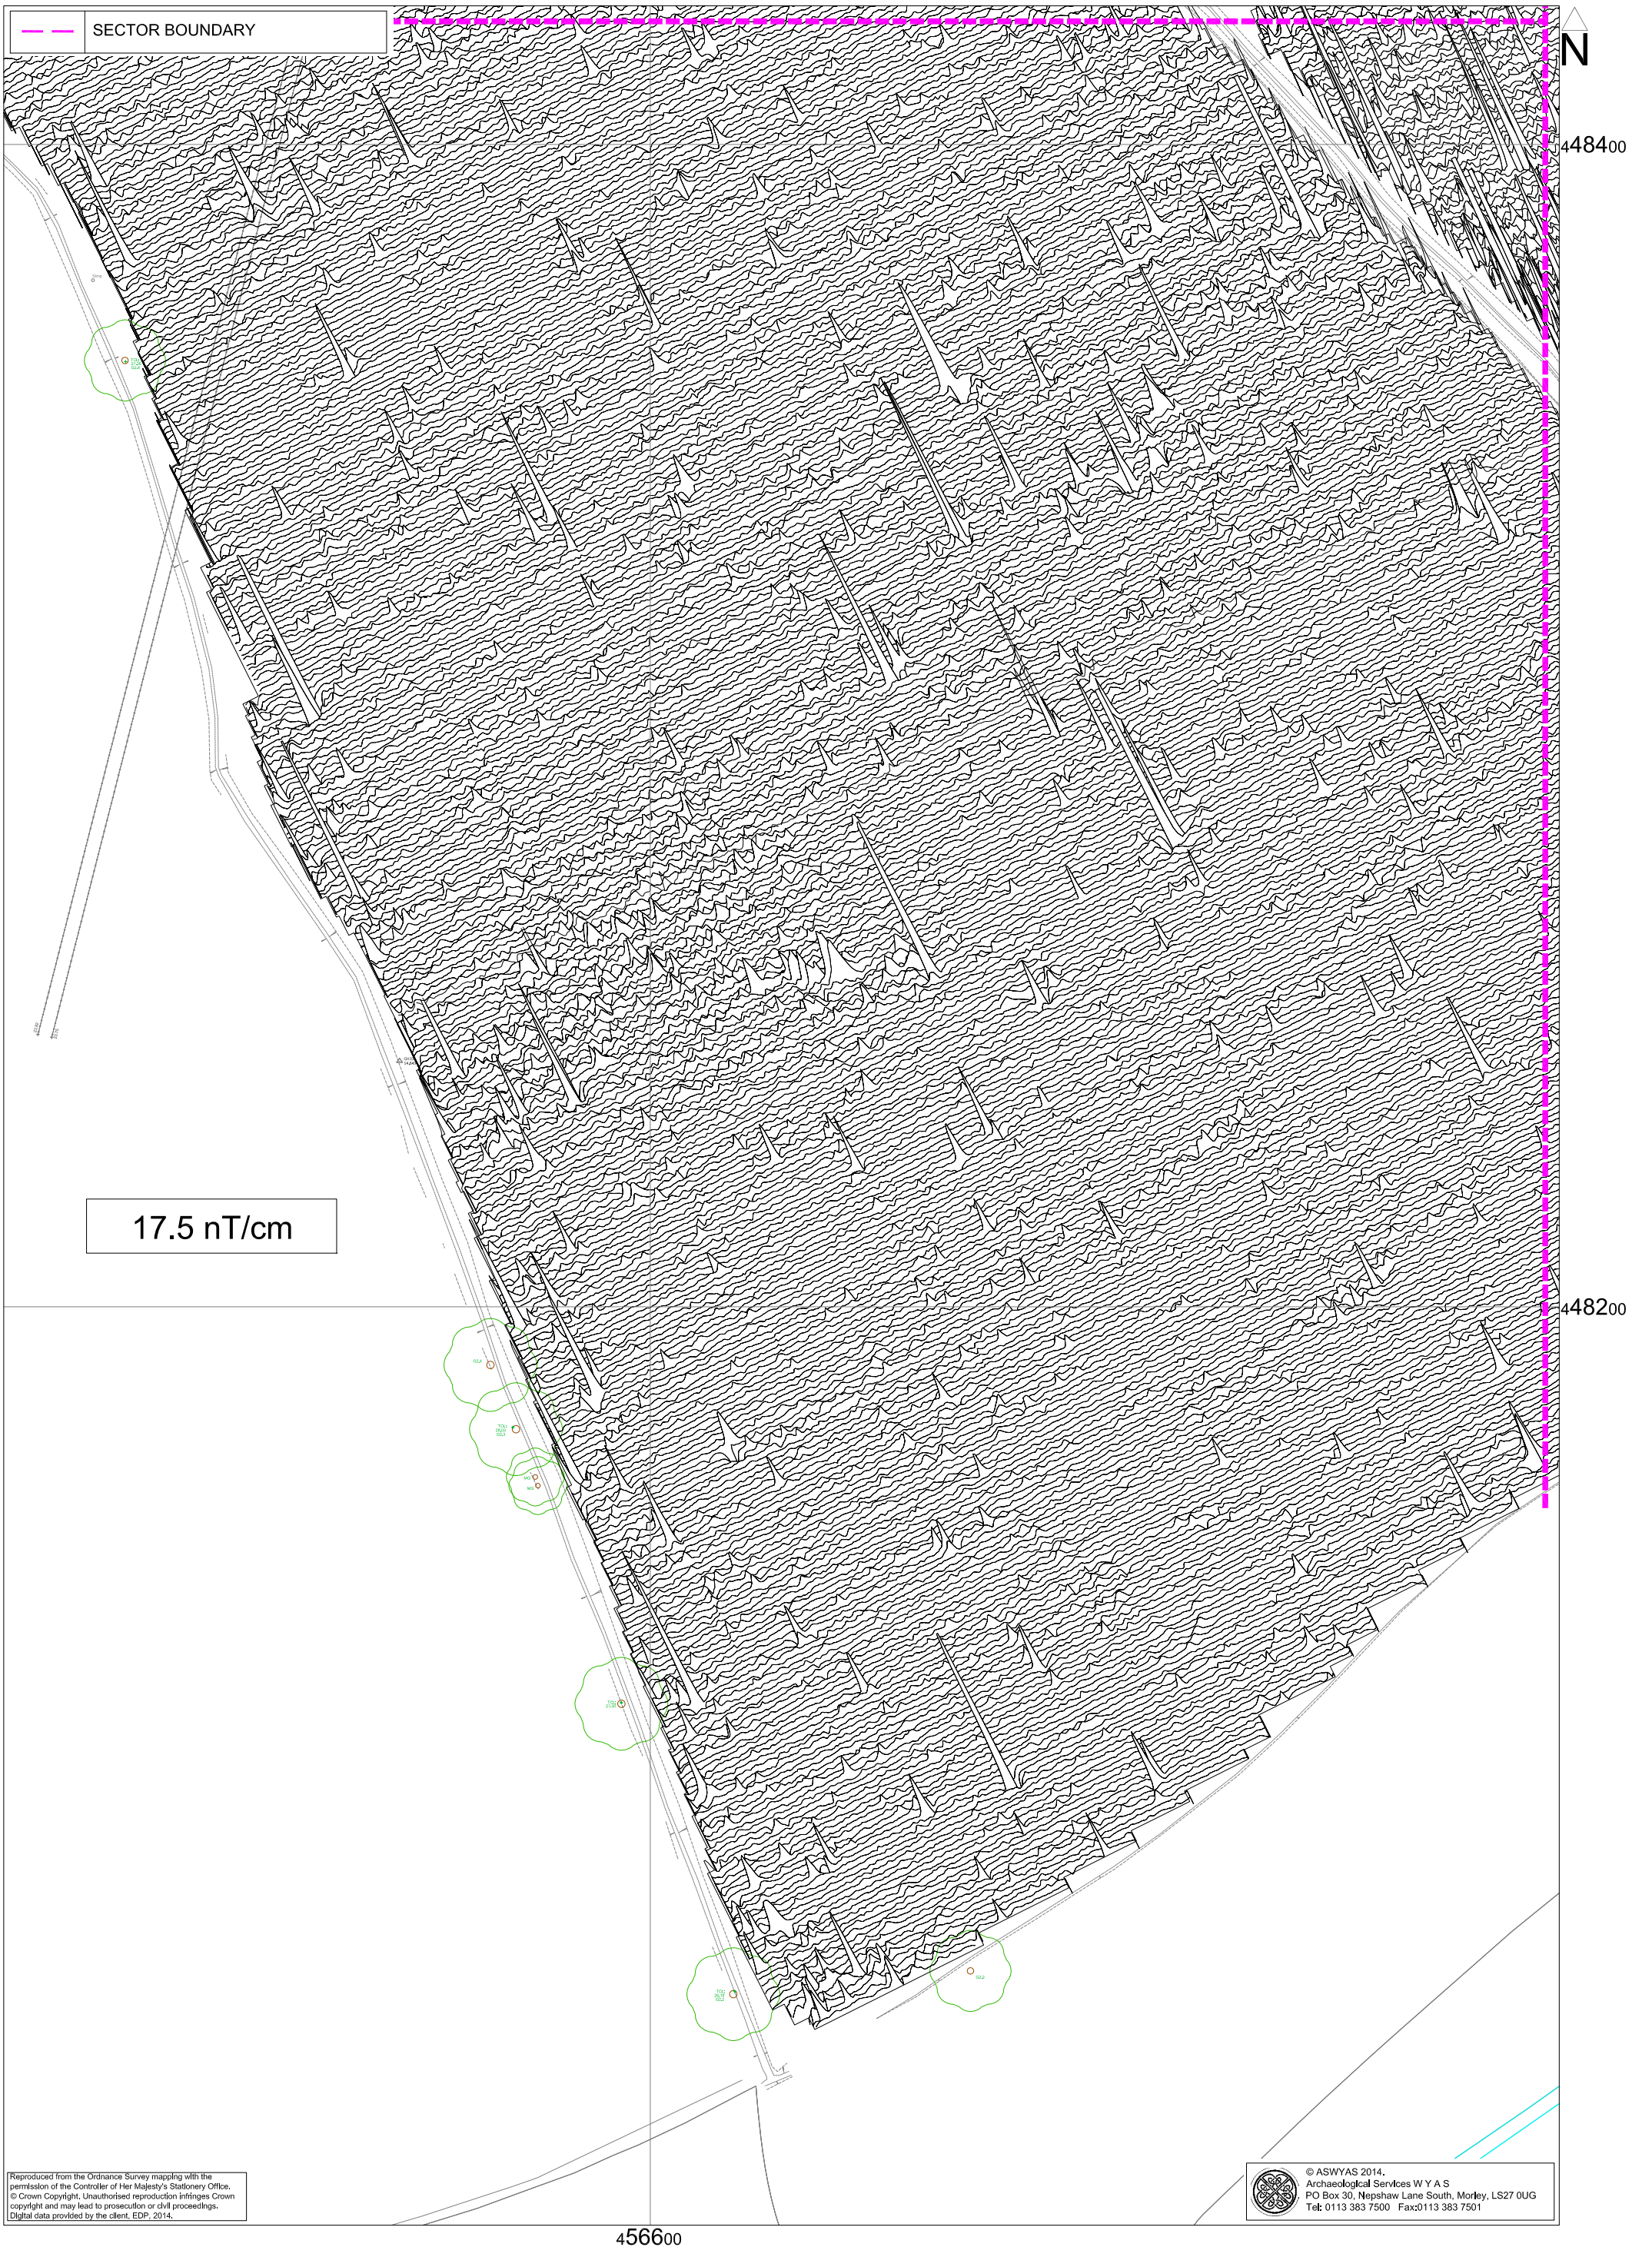 SECTOR BOUNDARY
N
448400
17.5 nT/cm
448200
Reproduced from the Ordnance Survey mapping with the
permission of the Controller of Her Majesty's Stationery Office.
© Crown Copyright. Unauthorised reproduction infringes Crown
copyright and may lead to prosecution or civil proceedings.
Digital data provided by the client, EDP, 2014.
© ASWYAS 2014.
Archaeological Services W Y A S
PO Box 30, Nepshaw Lane South, Morley, LS27 0UG
Tel: 0113 383 7500 Fax:0113 383 7501
456600